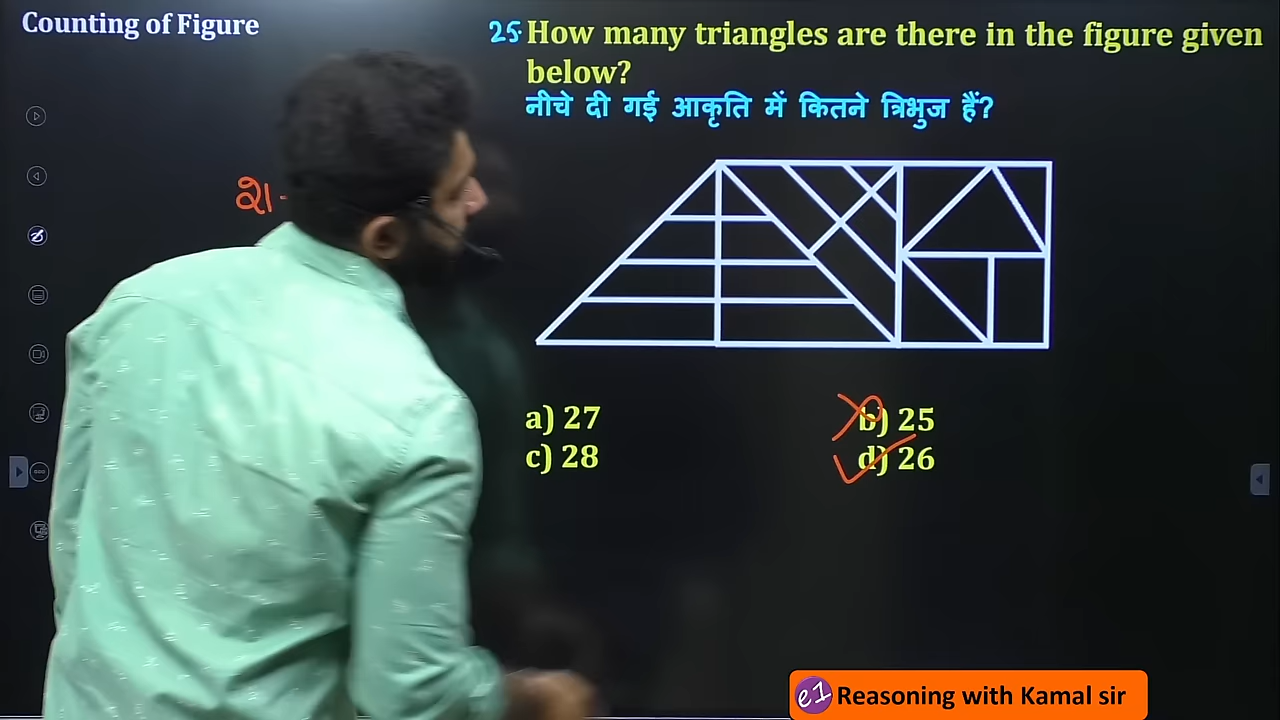 Counting of Figure
25. How many triangles are there in the figure given
below?
नीचे दी गई आकृति में कितने त्रिभुज हैं?
a) 27
b) 25
c) 28
d) 26
e1 Reasoning with Kamal sir